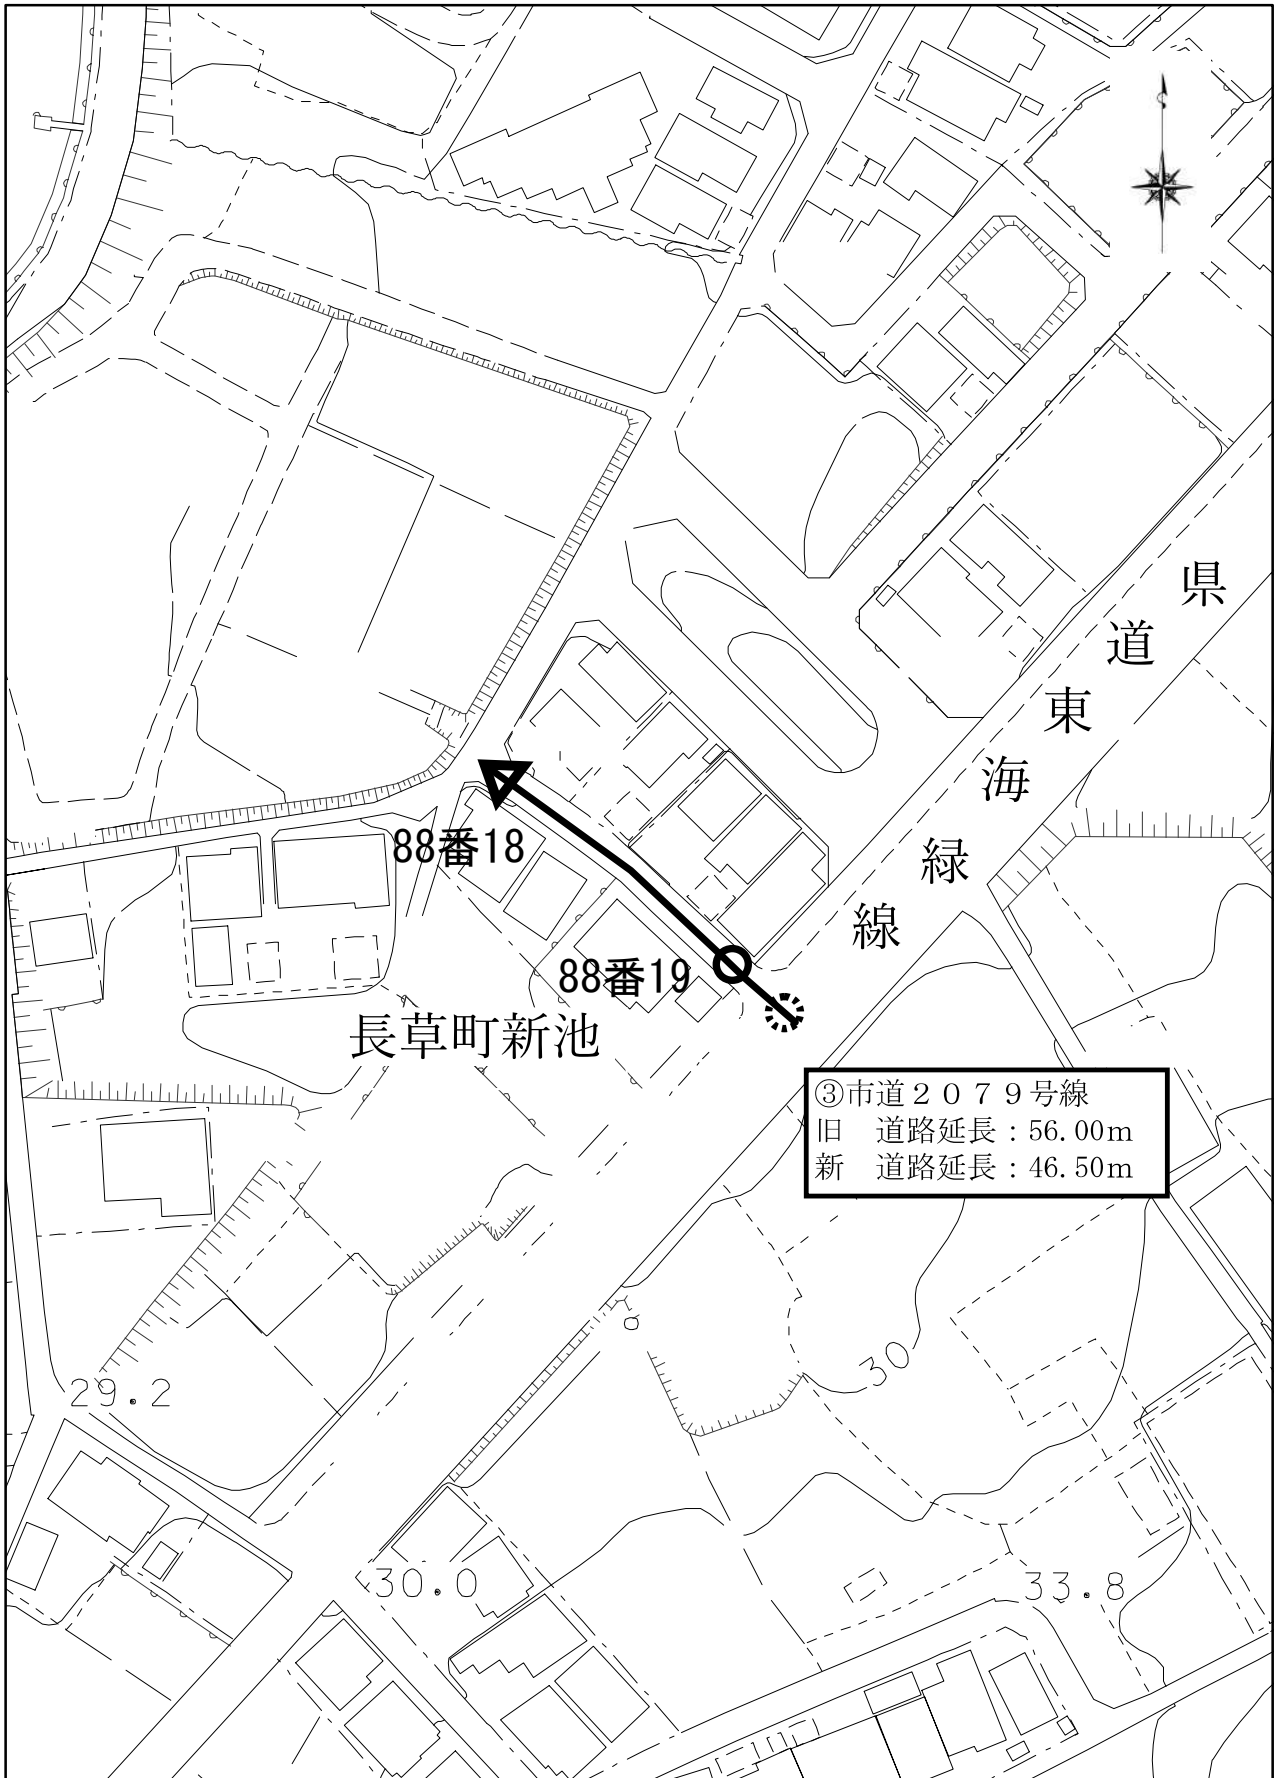 県道東海緑線
88番18
88番19
長草町新池
③市道２０７９号線
旧　道路延長：56.00m
新　道路延長：46.50m
30
29.2
30.0
33.8